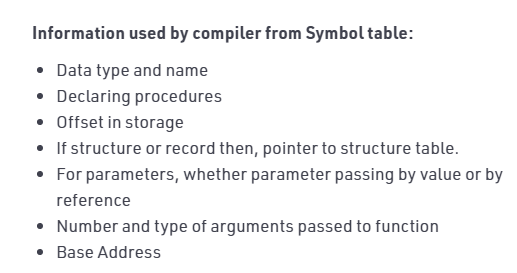 Information used by compiler from Symbol table:
• Data type and name
• Declaring procedures
• Offset in storage
• If structure or record then, pointer to structure table.
• For parameters, whether parameter passing by value or by
reference
• Number and type of arguments passed to function
• Base Address